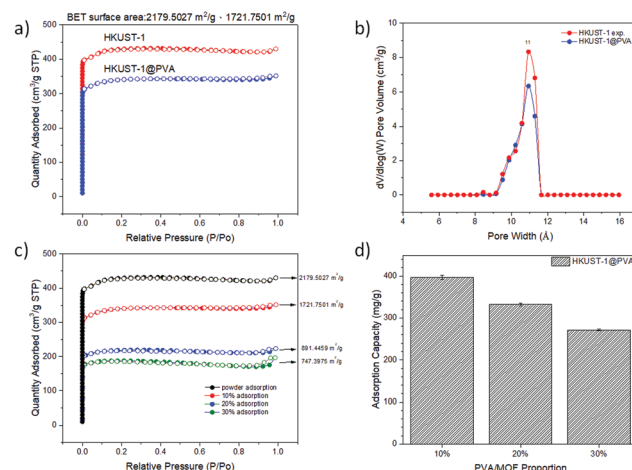 a)
BET surface area:2179.5027 m²/g · 1721.7501 m²/g
HKUST-1
HKUST-1@PVA
Quantity Adsorbed (cm³/g STP)
500
400
300
200
100
0
0.0 0.2 0.4 0.6 0.8 1.0
Relative Pressure (P/Po)
b)
HKUST-1 exp.
HKUST-1@PVA
11
dV/dlog(W) Pore Volume (cm³/g)
10
8
6
4
2
0
4 6 8 10 12 14 16
Pore Width (Å)
c)
2179.5027 m²/g
1721.7501 m²/g
891.4459 m²/g
747.3975 m²/g
powder adsorption
10% adsorption
20% adsorption
30% adsorption
Quantity Adsorbed (cm³/g STP)
500
450
400
350
300
250
200
150
100
50
0
0.0 0.2 0.4 0.6 0.8 1.0
Relative Pressure (P/Po)
d)
HKUST-1@PVA
Adsorption Capacity (mg/g)
400
300
200
100
0
10% 20% 30%
PVA/MOF Proportion